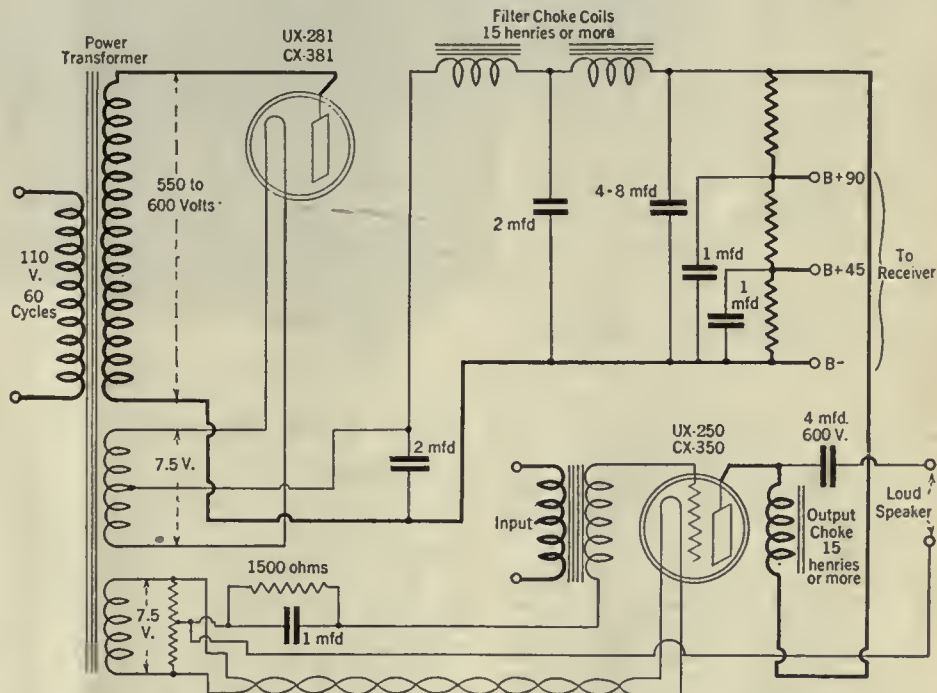 Power
Transformer
UX-281
CX-381
Filter Choke Coils
15 henries or more
550 to
600 Volts
110
V.
60
Cycles
2 mfd
4-8 mfd
1 mfd
1
mfd
B+90
B+45
B-
To
Receiver
7.5 V.
2 mfd
Input
UX-250
CX-350
4 mfd.
600 V.
Loud
Speaker
Output
Choke
15
henries
or more
1500 ohms
1 mfd
7.5
V.